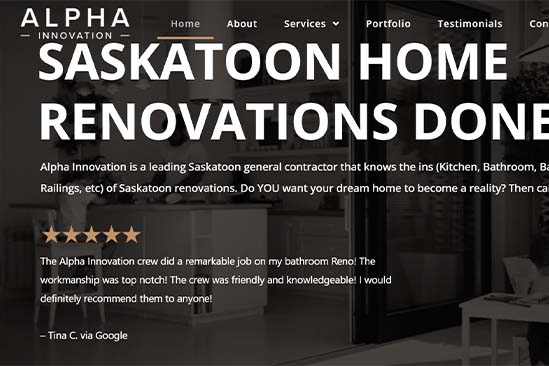 ALPHA
INNOVATION
Home About Services Portfolio Testimonials Con
SASKATOON HOME
RENOVATIONS DONE
Alpha Innovation is a leading Saskatoon general contractor that knows the ins (Kitchen, Bathroom, Ba
Railings, etc) of Saskatoon renovations. Do YOU want your dream home to become a reality? Then ca
The Alpha Innovation crew did a remarkable job on my bathroom Reno! The
workmanship was top notch! The crew was friendly and knowledgeable! I would
definitely recommend them to anyone!
– Tina C. via Google